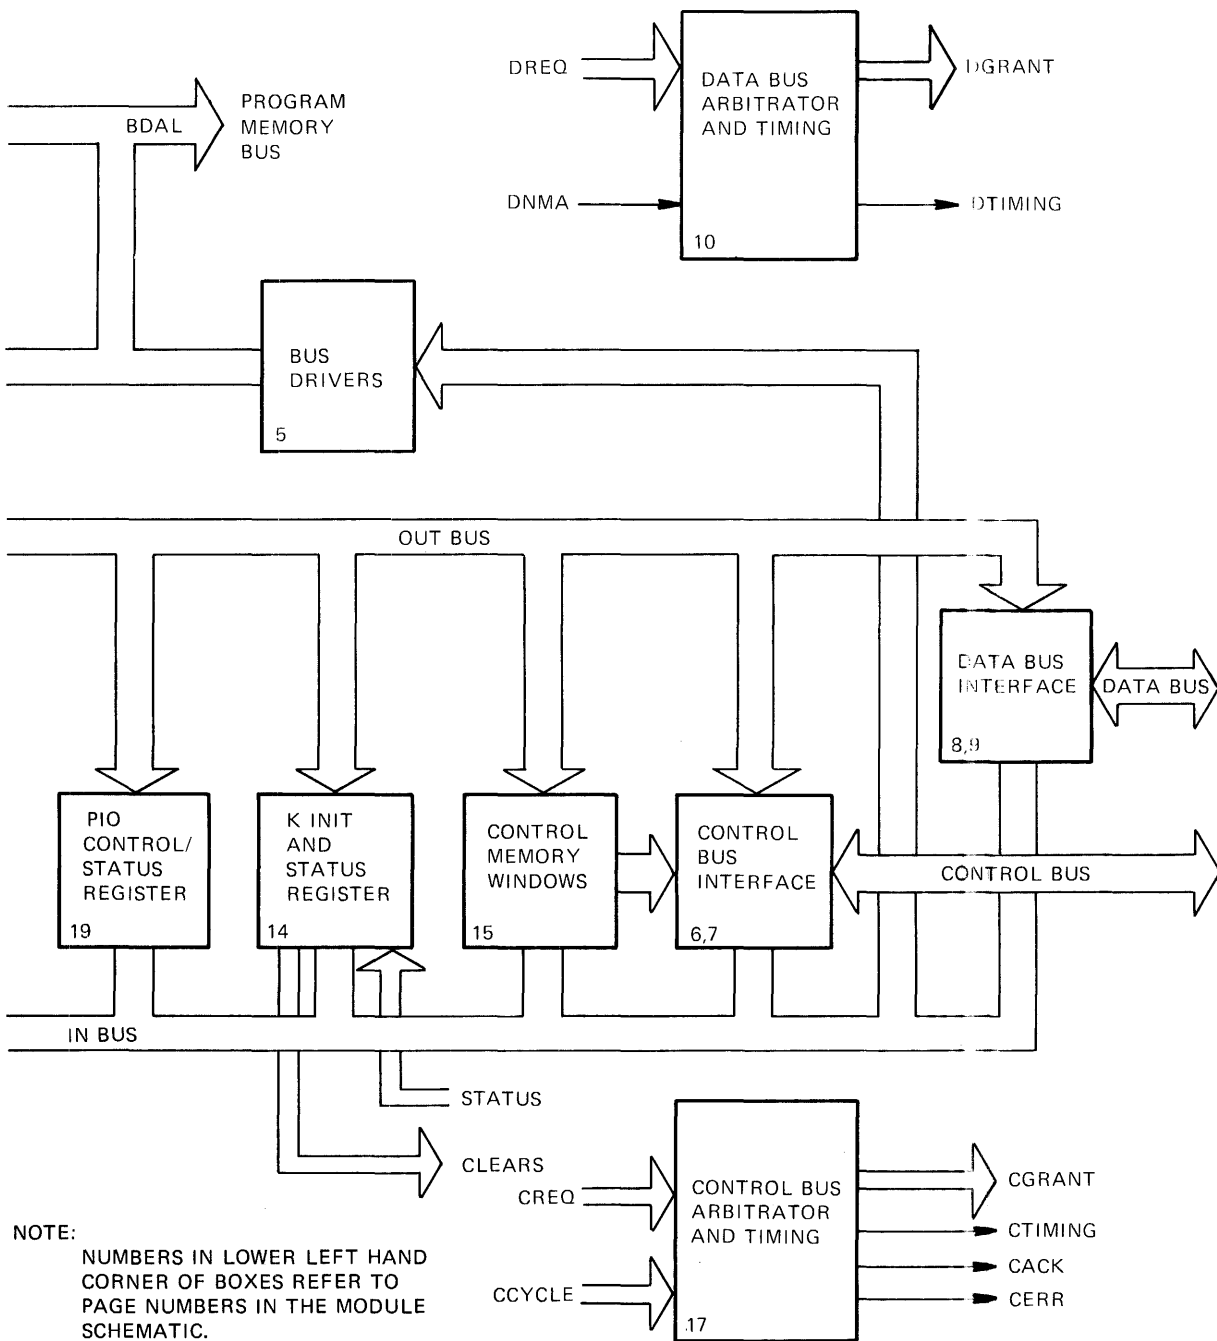 DREQ
DATA BUS
ARBITRATOR
AND TIMING
DGRANT
DNMA
DTIMING
10
BDAL
PROGRAM
MEMORY
BUS
BUS
DRIVERS
5
OUT BUS
DATA BUS
INTERFACE
8,9
DATA BUS
PIO
CONTROL/
STATUS
REGISTER
19
K INIT
AND
STATUS
REGISTER
14
CONTROL
MEMORY
WINDOWS
15
CONTROL
BUS
INTERFACE
6,7
CONTROL BUS
IN BUS
STATUS
CLEARS
CREQ
CCYCLE
CONTROL BUS
ARBITRATOR
AND TIMING
17
CGRANT
CTIMING
CACK
CERR
NOTE:
NUMBERS IN LOWER LEFT HAND
CORNER OF BOXES REFER TO
PAGE NUMBERS IN THE MODULE
SCHEMATIC.